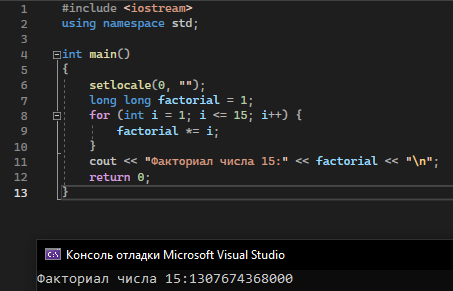 1 #include <iostream>
2 using namespace std;
3
4 int main()
5 {
6 setlocale(0, "");
7 long long factorial = 1;
8 for (int i = 1; i <= 15; i++) {
9 factorial *= i;
10 }
11 cout << "Факториал числа 15:" << factorial << "\n";
12 return 0;
13 }
Консоль отладки Microsoft Visual Studio
Факториал числа 15:1307674368000